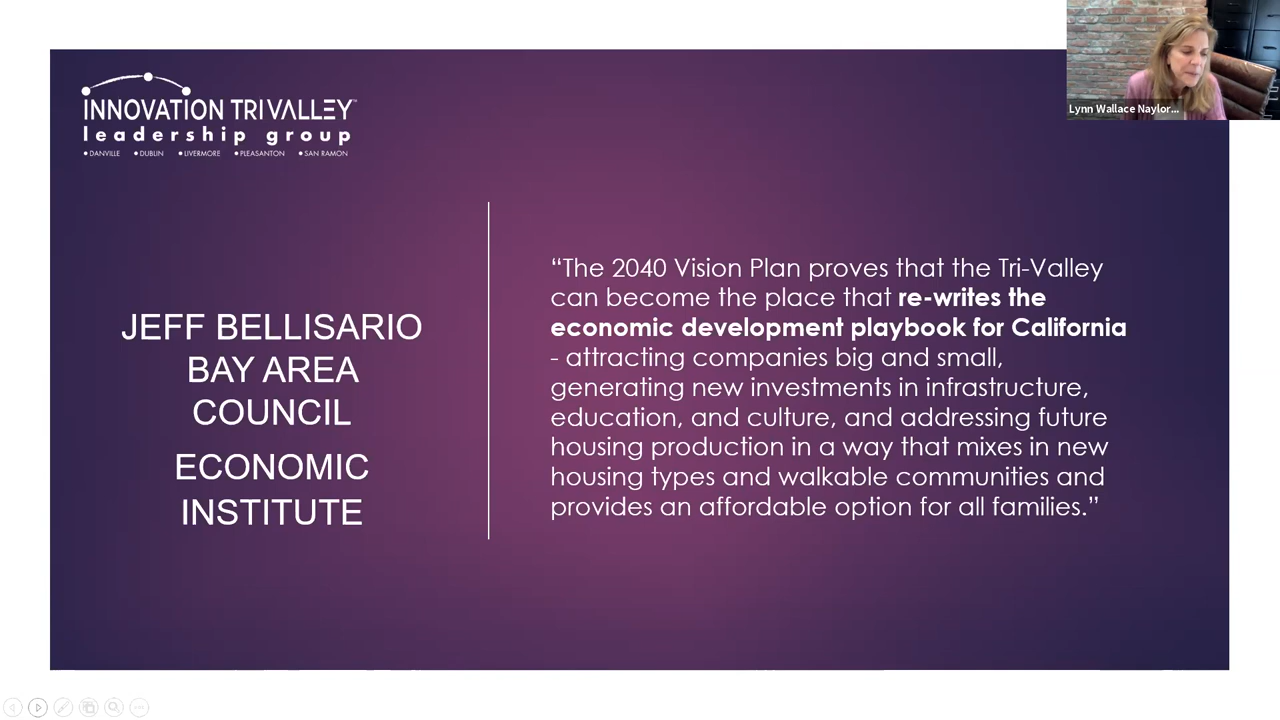 INNOVATION TRIVALLEY™
leadership group
• DANVILLE • DUBLIN • LIVERMORE • PLEASANTON • SAN RAMON
Lynn Wallace Naylor...
JEFF BELLISARIO
BAY AREA
COUNCIL
ECONOMIC
INSTITUTE
“The 2040 Vision Plan proves that the Tri-Valley
can become the place that re-writes the
economic development playbook for California
- attracting companies big and small,
generating new investments in infrastructure,
education, and culture, and addressing future
housing production in a way that mixes in new
housing types and walkable communities and
provides an affordable option for all families.”